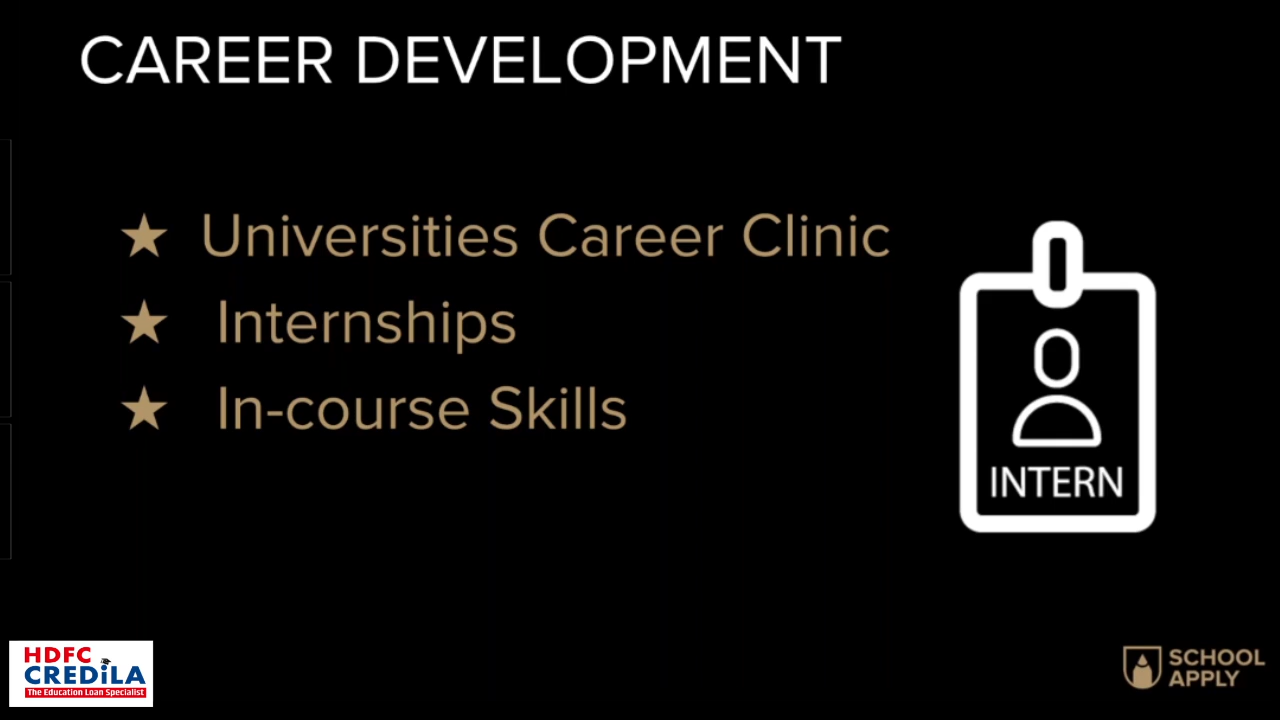 CAREER DEVELOPMENT
★ Universities Career Clinic
★ Internships
★ In-course Skills
INTERN
HDFC
CREDiLA
The Education Loan Specialist
SCHOOL
APPLY